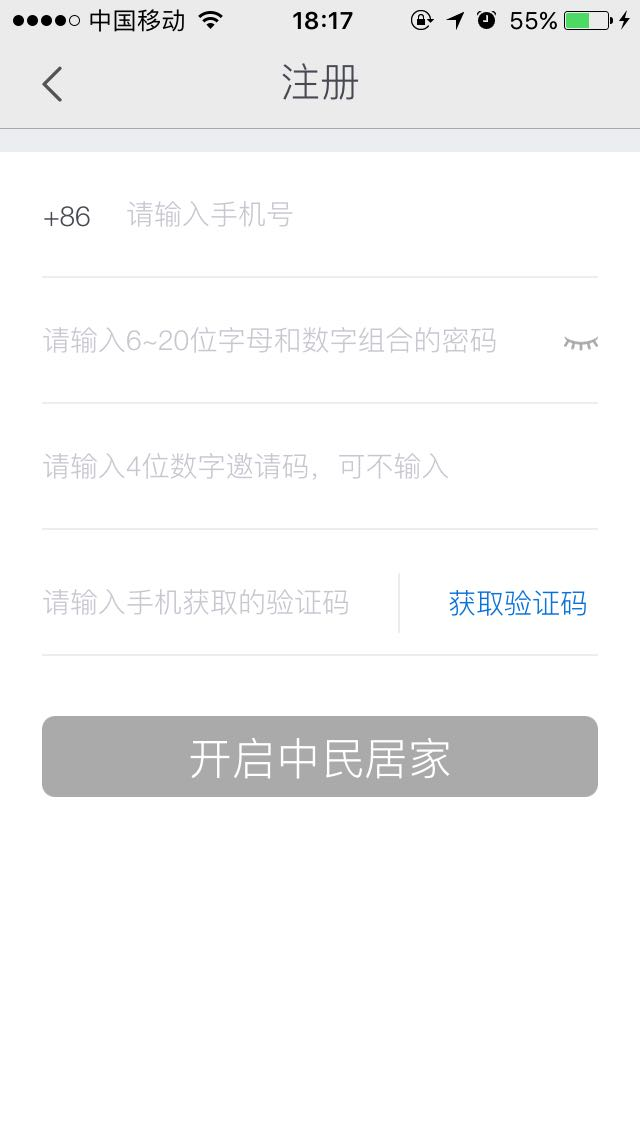 中国移动 18:17 55%
注册
+86 请输入手机号
请输入6~20位字母和数字组合的密码
请输入4位数字邀请码，可不输入
请输入手机获取的验证码 获取验证码
开启中民居家